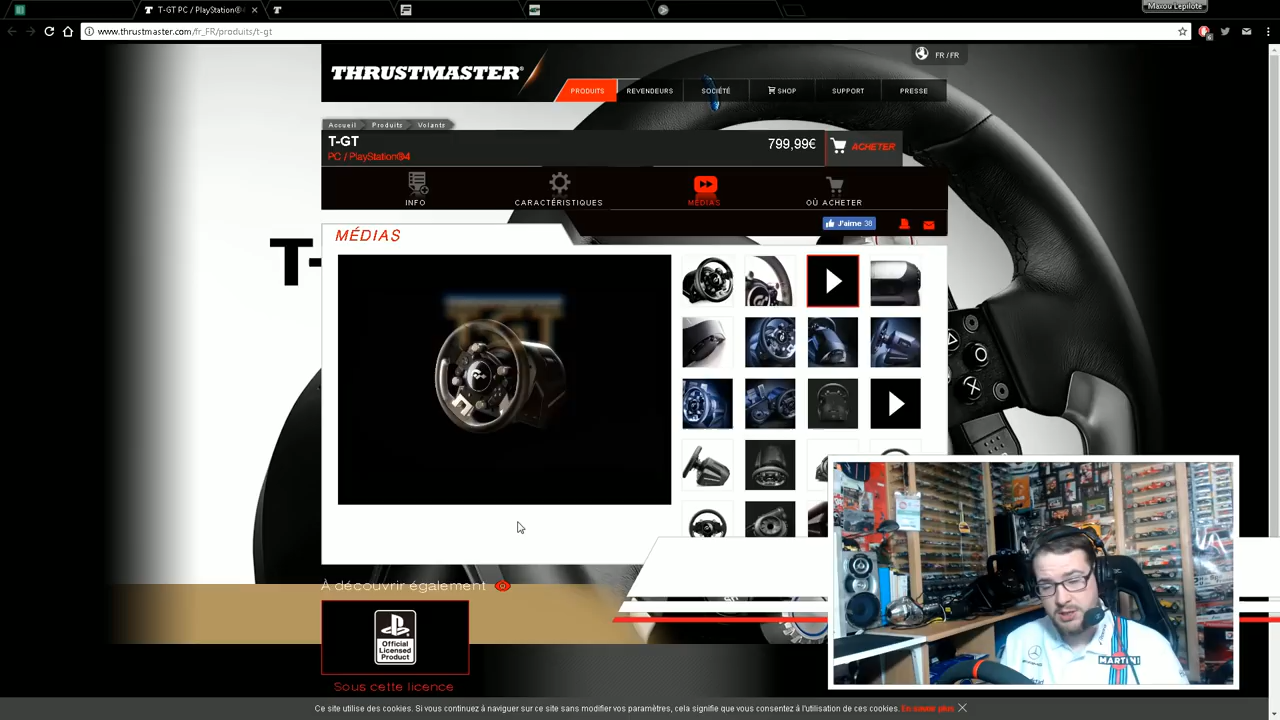 T-GT PC / PlayStation®4
Maxou Lepilote
www.thrustmaster.com/fr_FR/produits/t-gt
THRUSTMASTER®
FR / FR
PRODUITS
REVENDEURS
SOCIÉTÉ
SHOP
SUPPORT
PRESSE
Accueil
Produits
Volants
T-GT
PC / PlayStation®4
799,99€
ACHETER
INFO
CARACTÉRISTIQUES
MÉDIAS
OÙ ACHETER
J'aime 38
MÉDIAS
T-
À découvrir également
Official
Licensed
Product
Sous cette licence
MARTINI
Ce site utilise des cookies. Si vous continuez à naviguer sur ce site sans modifier vos paramètres, cela signifie que vous consentez à l'utilisation de ces cookies. En savoir plus